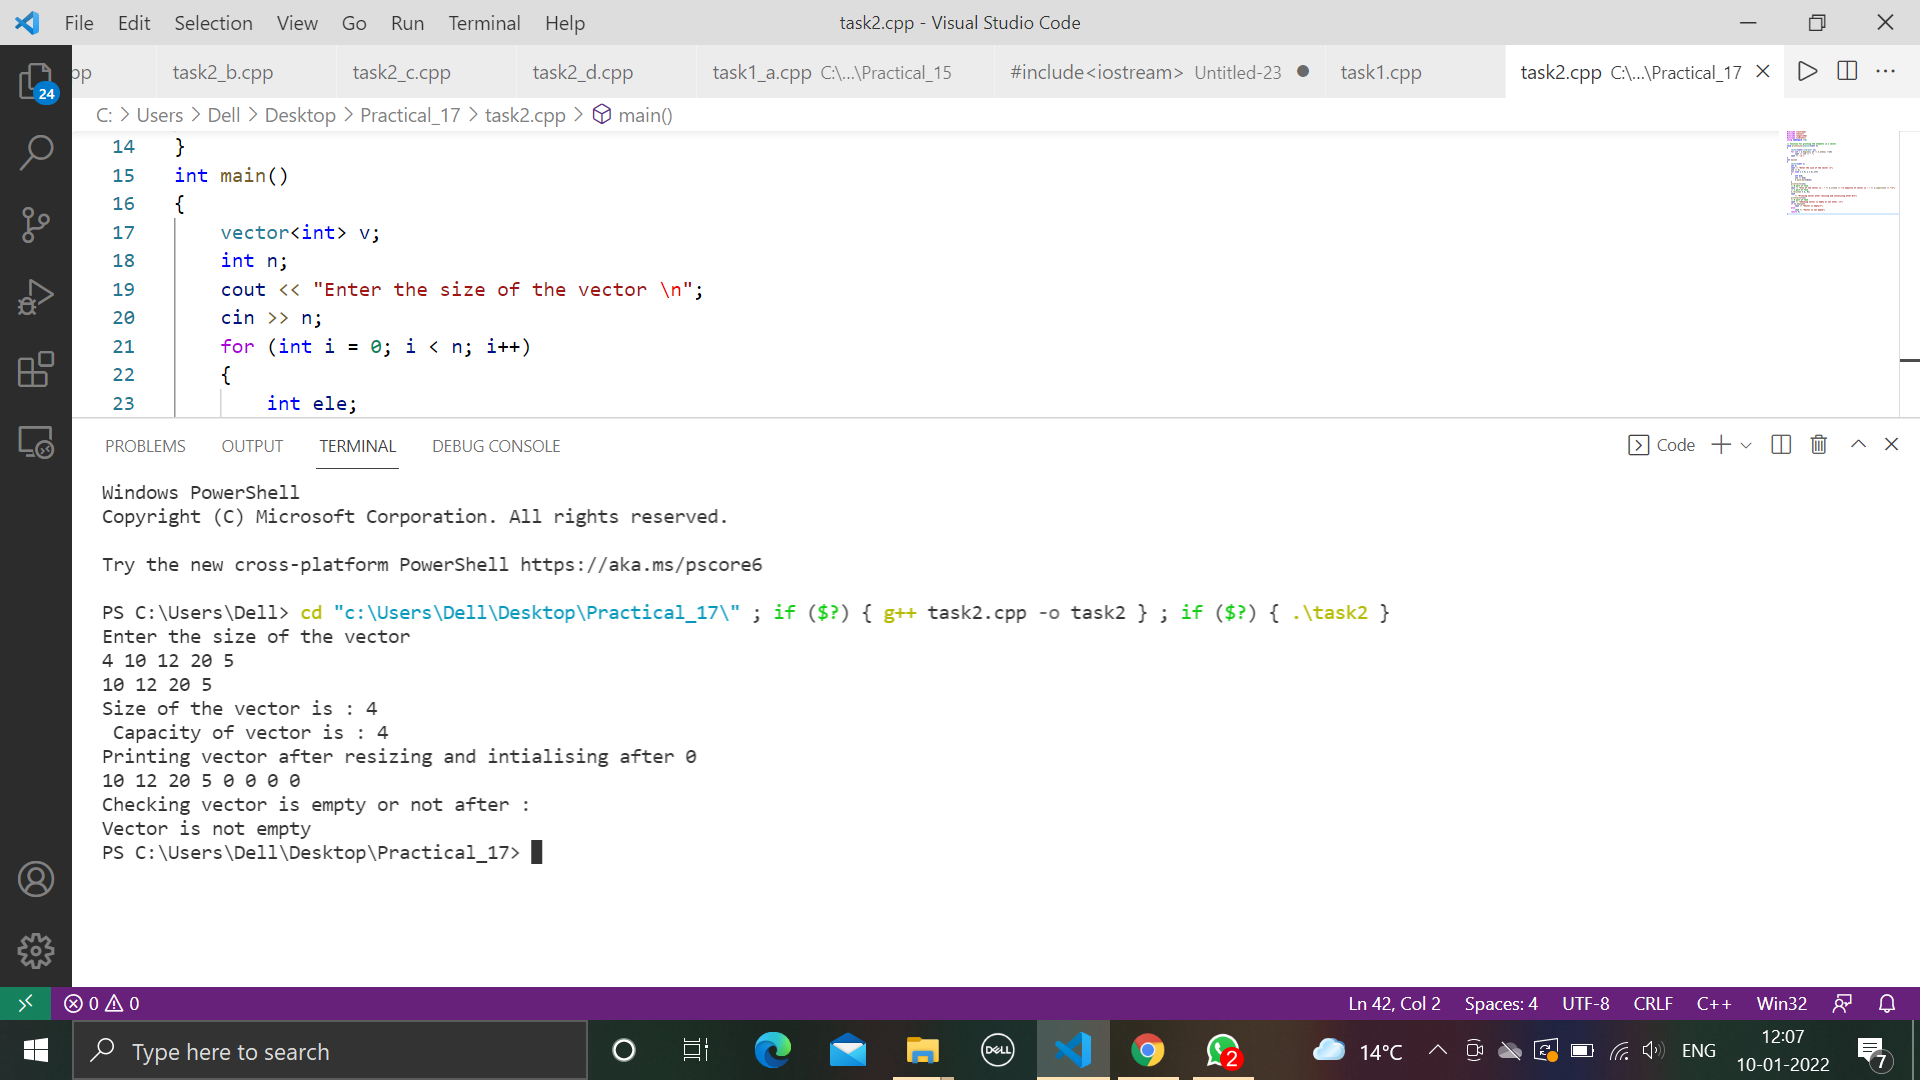 File Edit Selection View Go Run Terminal Help task2.cpp - Visual Studio Code
pp task2_b.cpp task2_c.cpp task2_d.cpp task1_a.cpp C:\...\Practical_15 #include<iostream> Untitled-23 task1.cpp task2.cpp C:\...\Practical_17
24
C: > Users > Dell > Desktop > Practical_17 > task2.cpp > main()
14 }
15 int main()
16 {
17 vector<int> v;
18 int n;
19 cout << "Enter the size of the vector \n";
20 cin >> n;
21 for (int i = 0; i < n; i++)
22 {
23 int ele;
PROBLEMS OUTPUT TERMINAL DEBUG CONSOLE Code
Windows PowerShell
Copyright (C) Microsoft Corporation. All rights reserved.
Try the new cross-platform PowerShell https://aka.ms/pscore6
PS C:\Users\Dell> cd "c:\Users\Dell\Desktop\Practical_17\" ; if ($?) { g++ task2.cpp -o task2 } ; if ($?) { .\task2 }
Enter the size of the vector
4 10 12 20 5
10 12 20 5
Size of the vector is : 4
Capacity of vector is : 4
Printing vector after resizing and intialising after 0
10 12 20 5 0 0 0 0
Checking vector is empty or not after :
Vector is not empty
PS C:\Users\Dell\Desktop\Practical_17>
0 0 Ln 42, Col 2 Spaces: 4 UTF-8 CRLF C++ Win32
Type here to search DELL 2 14°C ENG 12:07
10-01-2022 7